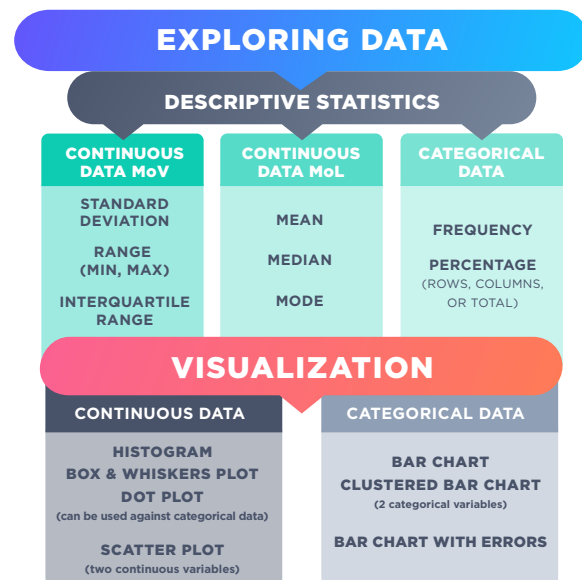 EXPLORING DATA
DESCRIPTIVE STATISTICS
CONTINUOUS
DATA MoV
STANDARD
DEVIATION
RANGE
(MIN, MAX)
INTERQUARTILE
RANGE
CONTINUOUS
DATA MoL
MEAN
MEDIAN
MODE
CATEGORICAL
DATA
FREQUENCY
PERCENTAGE
(ROWS, COLUMNS,
OR TOTAL)
VISUALIZATION
CONTINUOUS DATA
HISTOGRAM
BOX & WHISKERS PLOT
DOT PLOT
(can be used against categorical data)
SCATTER PLOT
(two continuous variables)
CATEGORICAL DATA
BAR CHART
CLUSTERED BAR CHART
(2 categorical variables)
BAR CHART WITH ERRORS